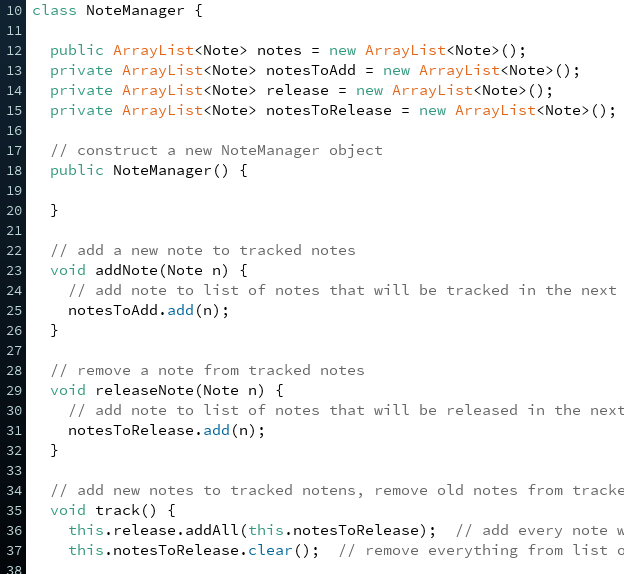 10 class NoteManager {
11
12 public ArrayList<Note> notes = new ArrayList<Note>();
13 private ArrayList<Note> notesToAdd = new ArrayList<Note>();
14 private ArrayList<Note> release = new ArrayList<Note>();
15 private ArrayList<Note> notesToRelease = new ArrayList<Note>();
16
17 // construct a new NoteManager object
18 public NoteManager() {
19
20 }
21
22 // add a new note to tracked notes
23 void addNote(Note n) {
24 // add note to list of notes that will be tracked in the next
25 notesToAdd.add(n);
26 }
27
28 // remove a note from tracked notes
29 void releaseNote(Note n) {
30 // add note to list of notes that will be released in the next
31 notesToRelease.add(n);
32 }
33
34 // add new notes to tracked notens, remove old notes from tracke
35 void track() {
36 this.release.addAll(this.notesToRelease); // add every note w
37 this.notesToRelease.clear(); // remove everything from list o
38